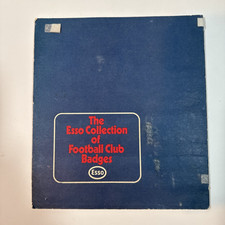 The
Esso Collection
of
Football Club
Badges
Esso